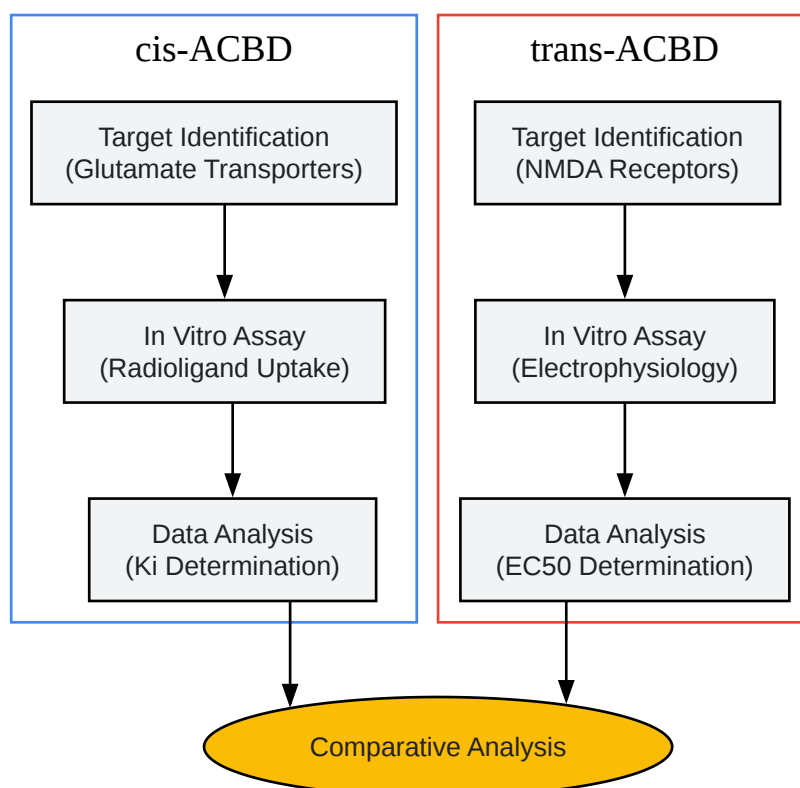 cis-ACBD
Target Identification
(Glutamate Transporters)
In Vitro Assay
(Radioligand Uptake)
Data Analysis
(Ki Determination)
trans-ACBD
Target Identification
(NMDA Receptors)
In Vitro Assay
(Electrophysiology)
Data Analysis
(EC50 Determination)
Comparative Analysis